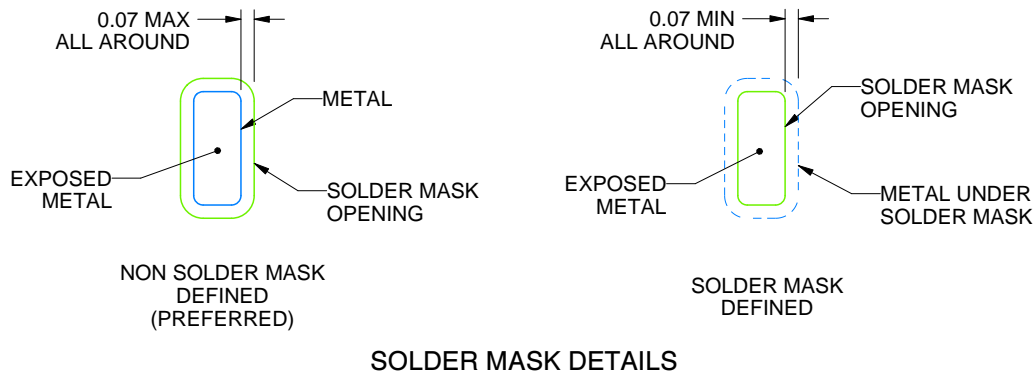 0.07 MAX
ALL AROUND
METAL
EXPOSED
METAL
SOLDER MASK
OPENING
NON SOLDER MASK
DEFINED
(PREFERRED)
0.07 MIN
ALL AROUND
SOLDER MASK
OPENING
EXPOSED
METAL
METAL UNDER
SOLDER MASK
SOLDER MASK
DEFINED
SOLDER MASK DETAILS